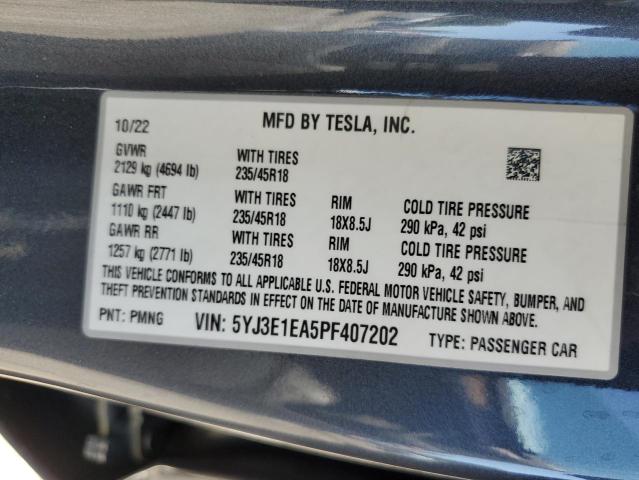 10/22 MFD BY TESLA, INC.
GVWR WITH TIRES
2129 kg (4694 lb) 235/45R18
GAWR FRT WITH TIRES RIM COLD TIRE PRESSURE
1110 kg (2447 lb) 235/45R18 18X8.5J 290 kPa, 42 psi
GAWR RR WITH TIRES RIM COLD TIRE PRESSURE
1257 kg (2771 lb) 235/45R18 18X8.5J 290 kPa, 42 psi
THIS VEHICLE CONFORMS TO ALL APPLICABLE U.S. FEDERAL MOTOR VEHICLE SAFETY, BUMPER, AND
THEFT PREVENTION STANDARDS IN EFFECT ON THE DATE OF MANUFACTURE SHOWN ABOVE.
PNT: PMNG VIN: 5YJ3E1EA5PF407202 TYPE: PASSENGER CAR